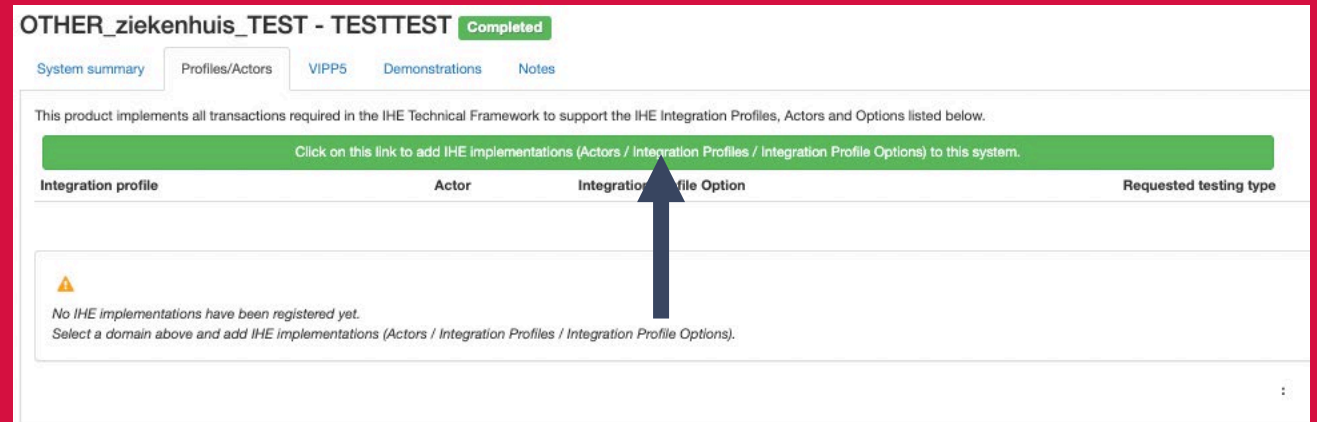 OTHER_ziekenhuis_TEST - TESTTEST Completed
System summary Profiles/Actors VIPP5 Demonstrations Notes
This product implements all transactions required in the IHE Technical Framework to support the IHE Integration Profiles, Actors and Options listed below.
Click on this link to add IHE implementations (Actors / Integration Profiles / Integration Profile Options) to this system.
Integration profile Actor Integration Profile Option Requested testing type
No IHE implementations have been registered yet.
Select a domain above and add IHE implementations (Actors / Integration Profiles / Integration Profile Options).
: